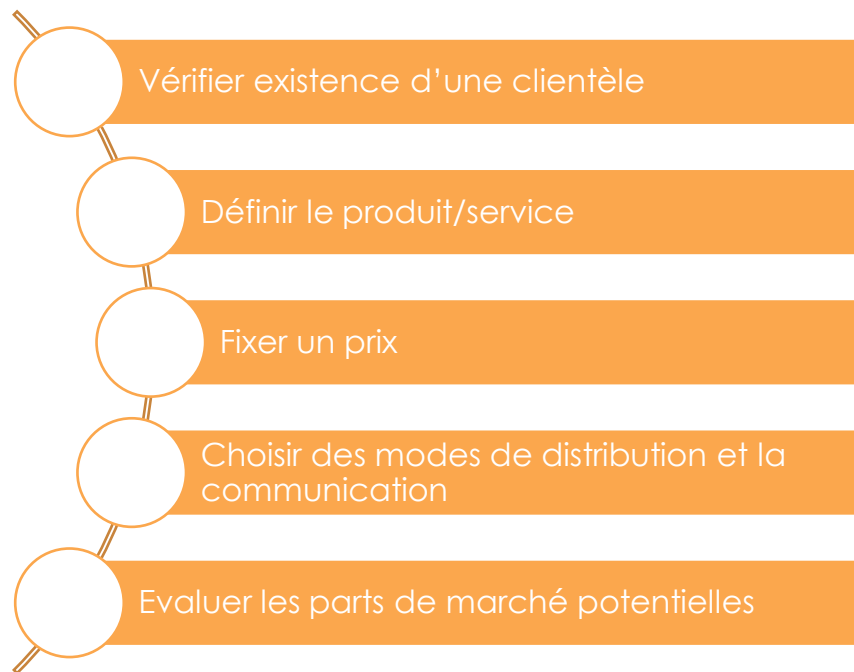 Vérifier existence d’une clientèle
Définir le produit/service
Fixer un prix
Choisir des modes de distribution et la
communication
Evaluer les parts de marché potentielles